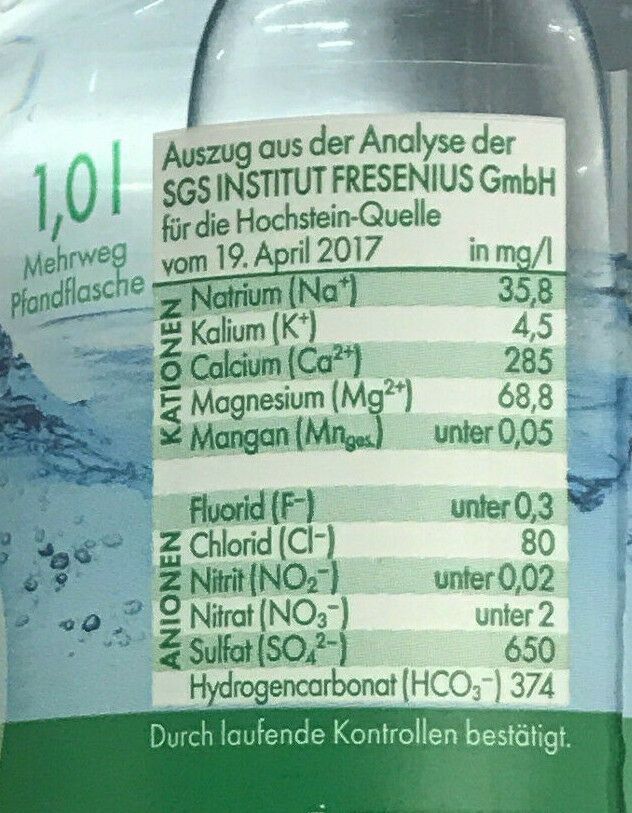 1,0 l
Mehrweg
Pfandflasche
Auszug aus der Analyse der
SGS INSTITUT FRESENIUS GmbH
für die Hochstein-Quelle
vom 19. April 2017 in mg/l
KATIONEN
Natrium (Na⁺) 35,8
Kalium (K⁺) 4,5
Calcium (Ca²⁺) 285
Magnesium (Mg²⁺) 68,8
Mangan (Mnges.) unter 0,05
ANIONEN
Fluorid (F⁻) unter 0,3
Chlorid (Cl⁻) 80
Nitrit (NO₂⁻) unter 0,02
Nitrat (NO₃⁻) unter 2
Sulfat (SO₄²⁻) 650
Hydrogencarbonat (HCO₃⁻) 374
Durch laufende Kontrollen bestätigt.